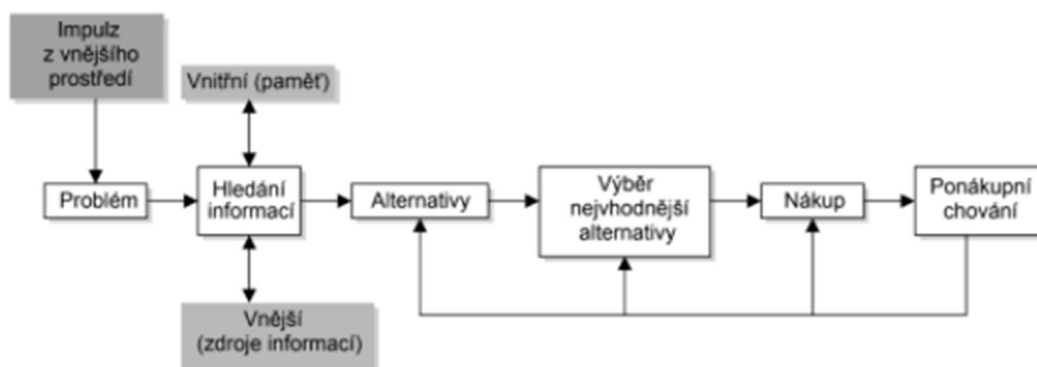 Impulz
z vnějšího
prostředí
Vnitřní (paměť)
Problém
Hledání
informací
Alternativy
Výběr
nejvhodnější
alternativy
Nákup
Ponákupní
chování
Vnější
(zdroje informací)